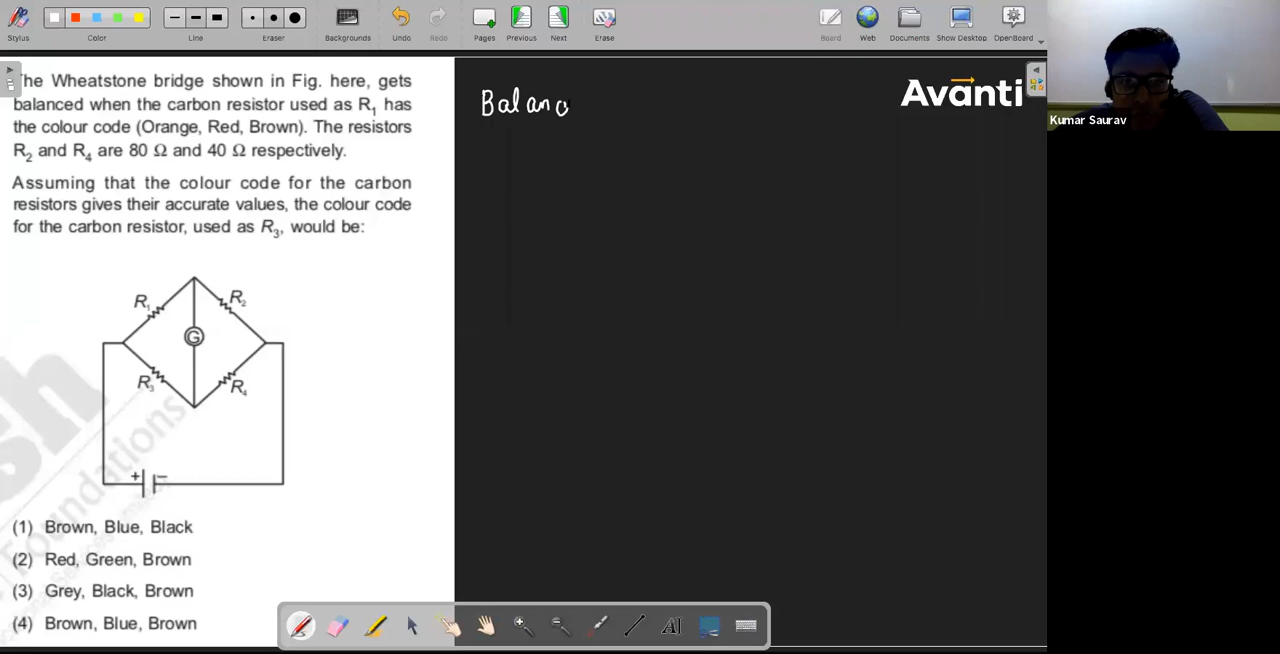 Stylus
Color
Line
Eraser
Backgrounds
Undo
Redo
Pages
Previous
Next
Erase
Board
Web
Documents
Show Desktop
OpenBoard
he Wheatstone bridge shown in Fig. here, gets
balanced when the carbon resistor used as R₁ has
the colour code (Orange, Red, Brown). The resistors
R₂ and R₄ are 80 Ω and 40 Ω respectively.
Assuming that the colour code for the carbon
resistors gives their accurate values, the colour code
for the carbon resistor, used as R₃, would be:
R₁
R₂
G
R₃
R₄
+ −
(1) Brown, Blue, Black
(2) Red, Green, Brown
(3) Grey, Black, Brown
(4) Brown, Blue, Brown
Balanc
Avanti
Kumar Saurav
sh
Foundations
AI